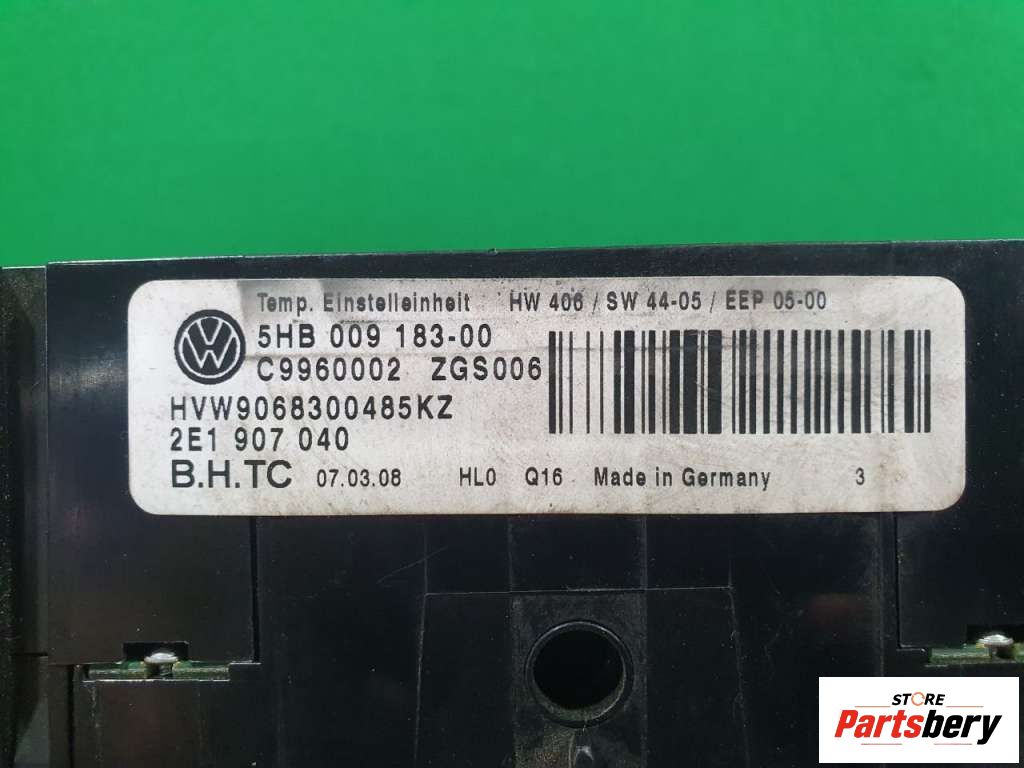 Temp. Einstelleinheit HW 406 / SW 44-05 / EEP 05-00
5HB 009 183-00
C9960002 ZGS006
HVW9068300485KZ
2E1 907 040
B.H.TC 07.03.08 HL0 Q16 Made in Germany 3
STORE
Partsbery